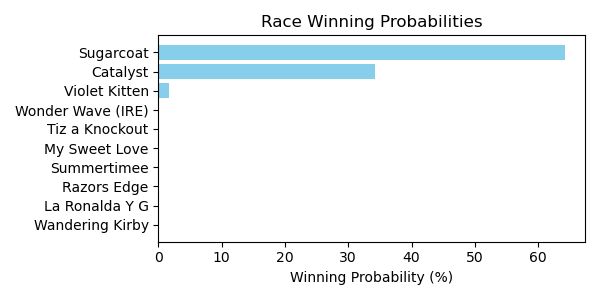 Race Winning Probabilities
Sugarcoat
Catalyst
Violet Kitten
Wonder Wave (IRE)
Tiz a Knockout
My Sweet Love
Summertimee
Razors Edge
La Ronalda Y G
Wandering Kirby
0 10 20 30 40 50 60
Winning Probability (%)